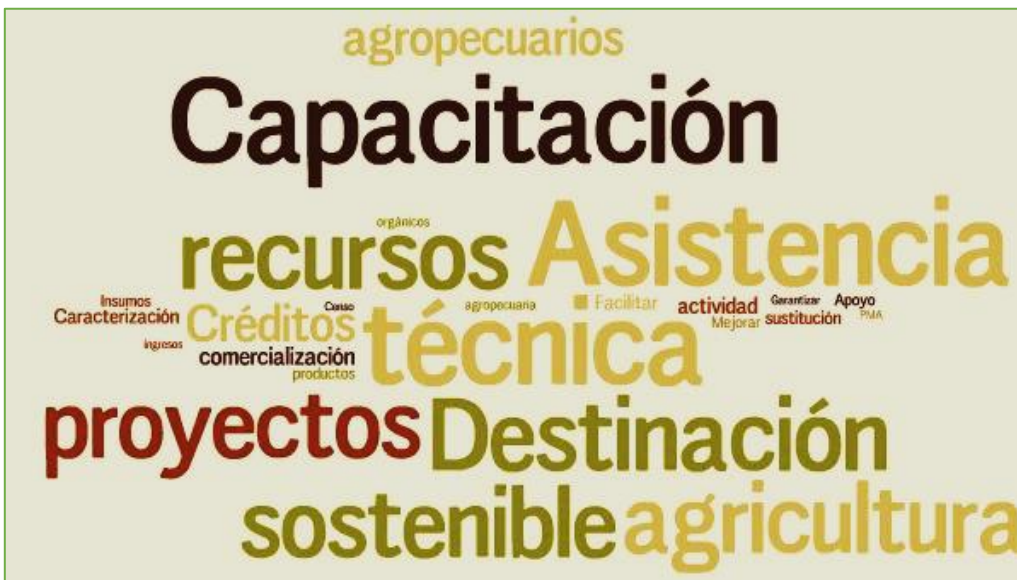 agropecuarios
Capacitación
orgánicos
recursos Asistencia
Insumos Censo agropecuaria Facilitar actividad Garantizar Apoyo
Caracterización Créditos técnica Mejorar sustitución PMA
ingresos comercialización
productos
proyectos Destinación
sostenible agricultura